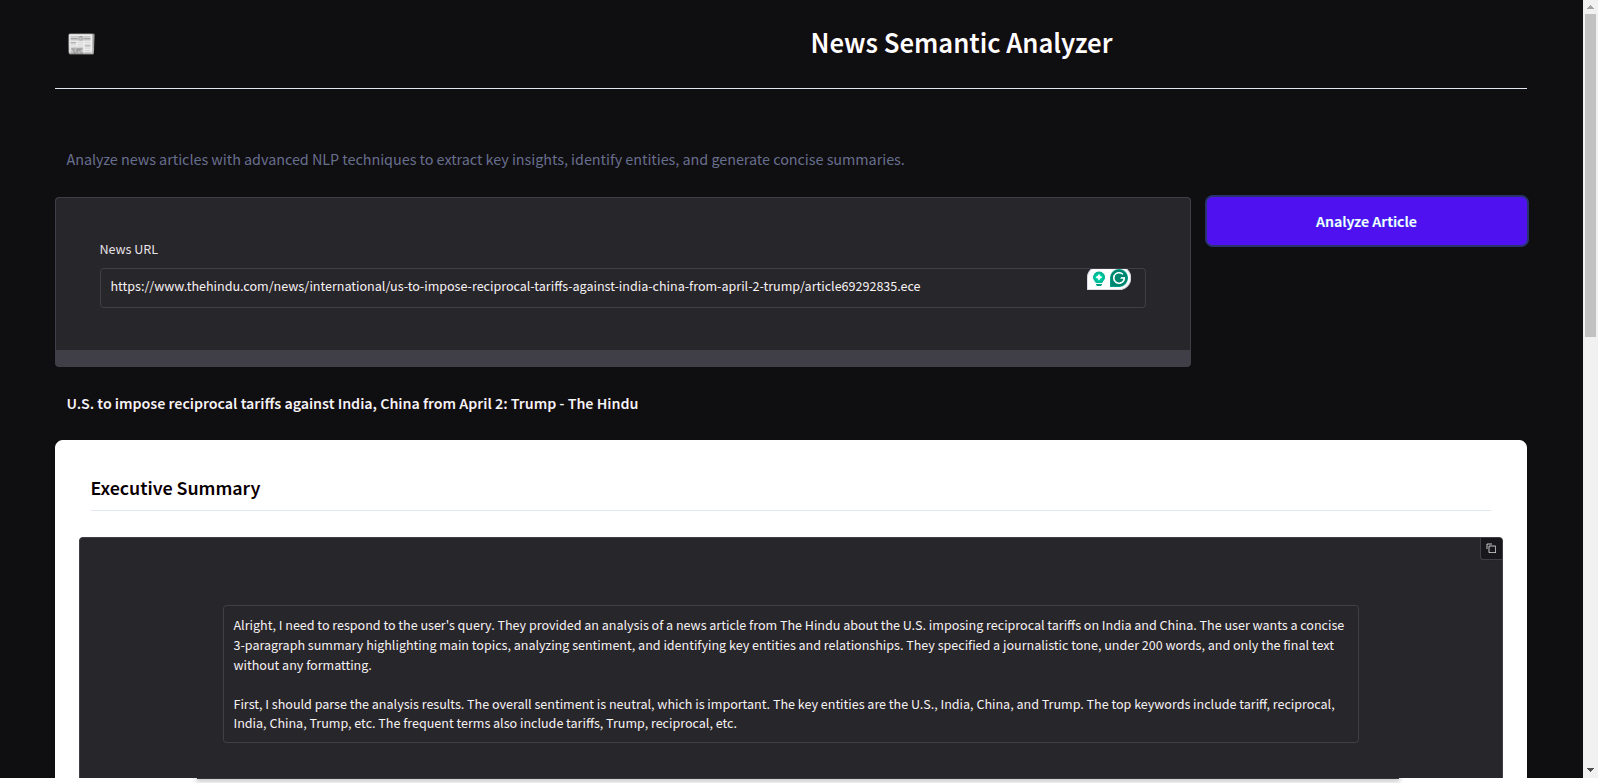 News Semantic Analyzer
Analyze news articles with advanced NLP techniques to extract key insights, identify entities, and generate concise summaries.
Analyze Article
News URL
https://www.thehindu.com/news/international/us-to-impose-reciprocal-tariffs-against-india-china-from-april-2-trump/article69292835.ece
U.S. to impose reciprocal tariffs against India, China from April 2: Trump - The Hindu
Executive Summary
Alright, I need to respond to the user's query. They provided an analysis of a news article from The Hindu about the U.S. imposing reciprocal tariffs on India and China. The user wants a concise
3-paragraph summary highlighting main topics, analyzing sentiment, and identifying key entities and relationships. They specified a journalistic tone, under 200 words, and only the final text
without any formatting.
First, I should parse the analysis results. The overall sentiment is neutral, which is important. The key entities are the U.S., India, China, and Trump. The top keywords include tariff, reciprocal,
India, China, Trump, etc. The frequent terms also include tariffs, Trump, reciprocal, etc.